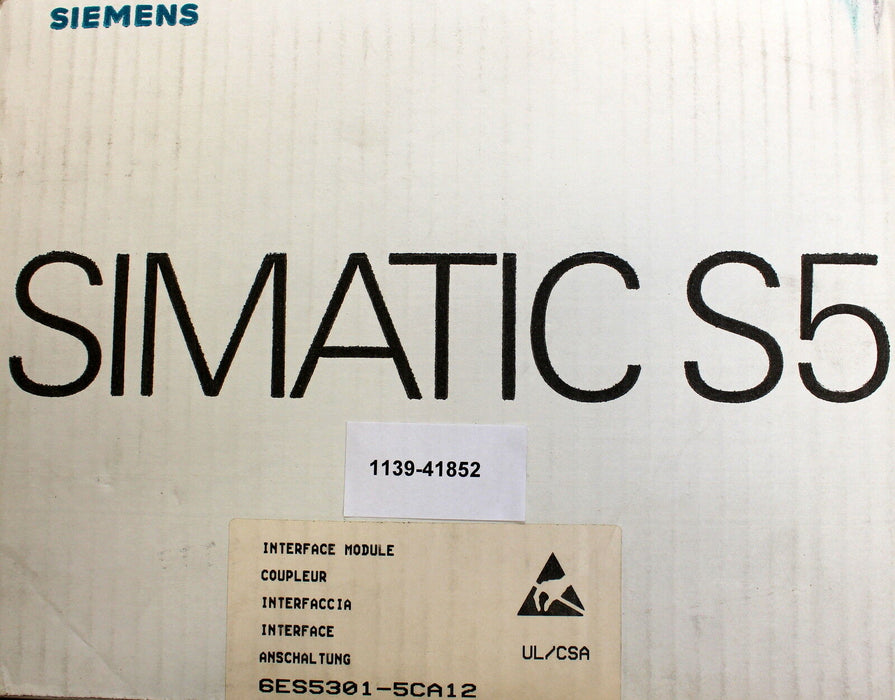 SIEMENS
SIMATIC S5
1139-41852
INTERFACE MODULE
COUPLEUR
INTERFACCIA
INTERFACE
ANSCHALTUNG
UL/CSA
6ES5301-5CA12